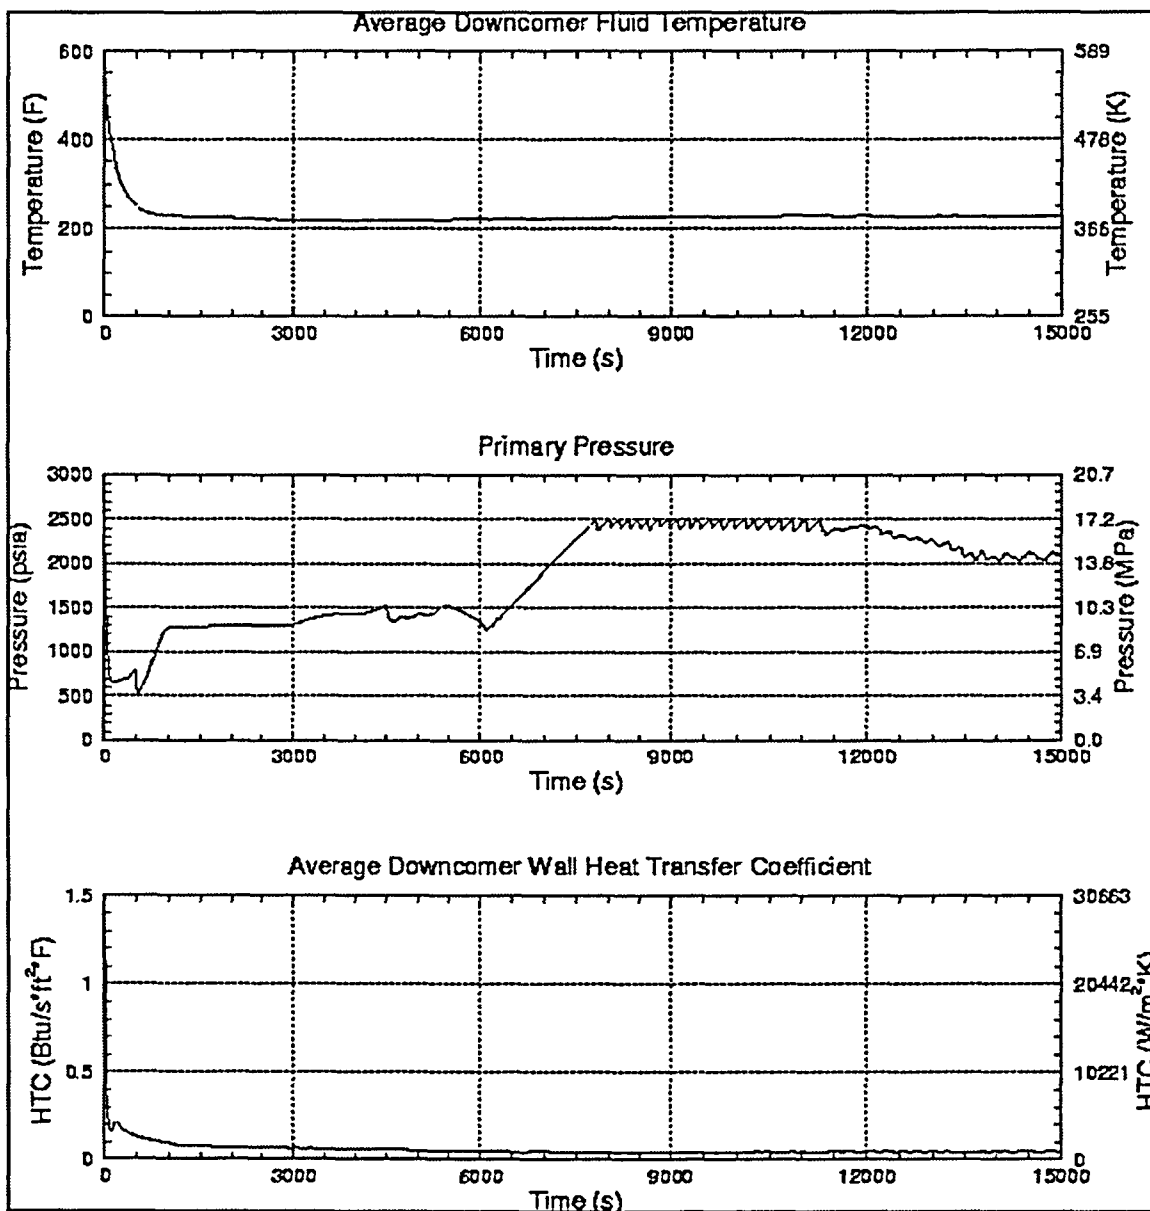 Average Downcomer Fluid Temperature
600
400
200
0
589
478
366
255
Temperature (F)
Temperature (K)
0 3000 6000 9000 12000 15000
Time (s)
Primary Pressure
3000
2500
2000
1500
1000
500
0
20.7
17.2
13.8
10.3
6.9
3.4
0.0
Pressure (psia)
Pressure (MPa)
0 3000 6000 9000 12000 15000
Time (s)
Average Downcomer Wall Heat Transfer Coefficient
1.5
1
0.5
0
30663
20442
10221
0
HTC (Btu/s*ft²*F)
HTC (W/m²*K)
0 3000 6000 9000 12000 15000
Time (s)